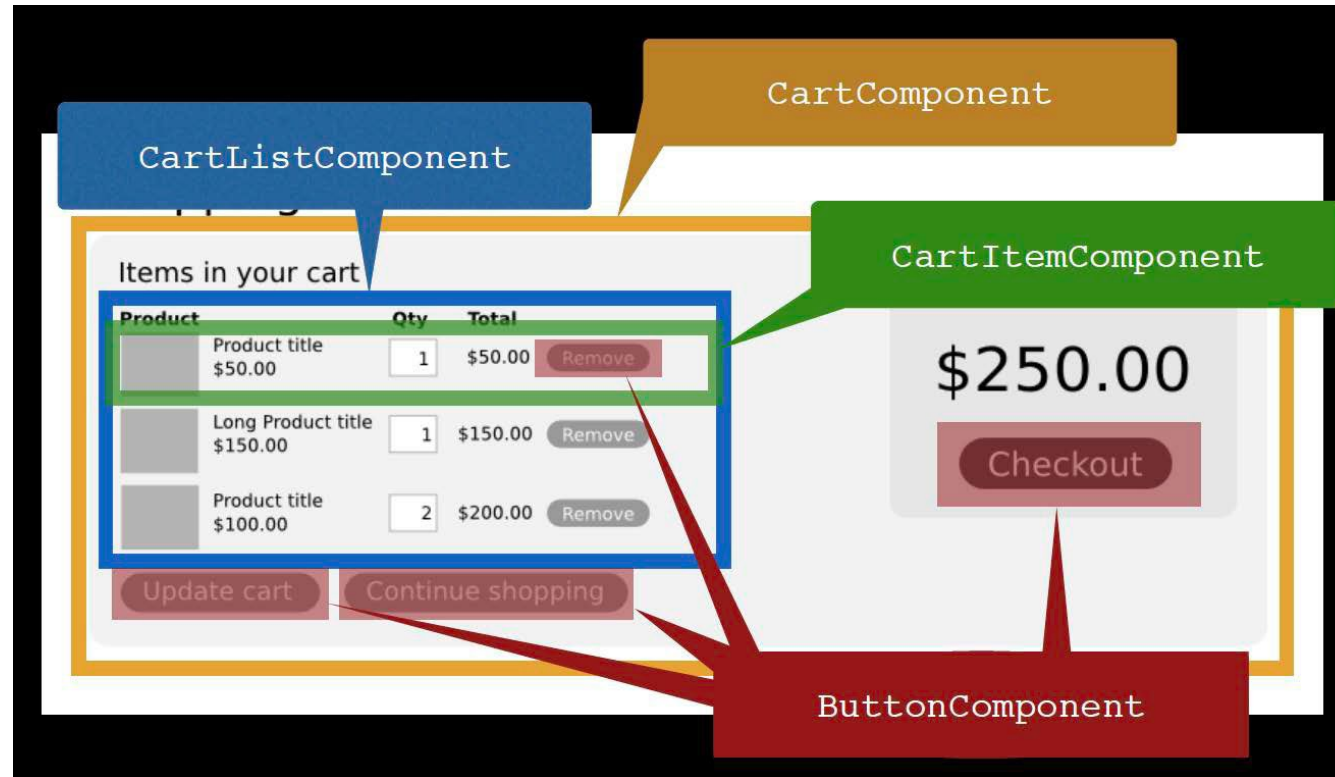 CartComponent
CartListComponent
CartItemComponent
Items in your cart
Product Qty Total
Product title
$50.00
1 $50.00 Remove
Long Product title
$150.00
1 $150.00 Remove
Product title
$100.00
2 $200.00 Remove
$250.00
Checkout
Update cart Continue shopping
ButtonComponent